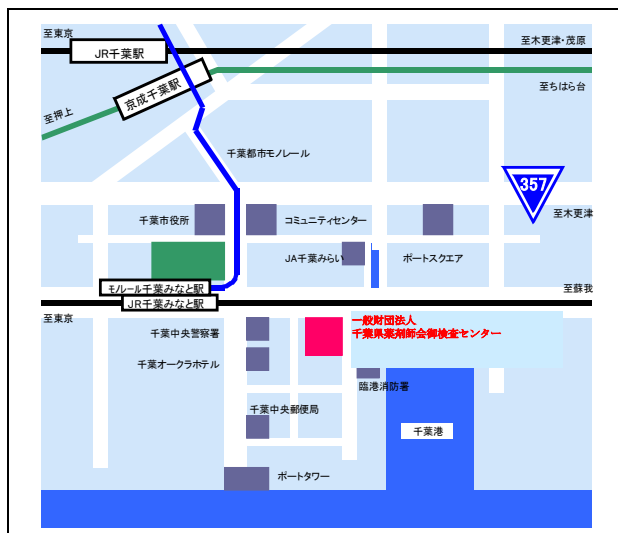 至東京
至木更津・茂原
JR千葉駅
京成千葉駅
至ちはら台
至押上
千葉都市モノレール
357
千葉市役所
コミュニティセンター
至木更津
JA千葉みらい
ポートスクエア
モノレール千葉みなと駅
至蘇我
JR千葉みなと駅
至東京
一般財団法人
千葉県薬剤師会御検査センター
千葉中央警察署
千葉オークラホテル
臨港消防署
千葉中央郵便局
千葉港
ポートタワー